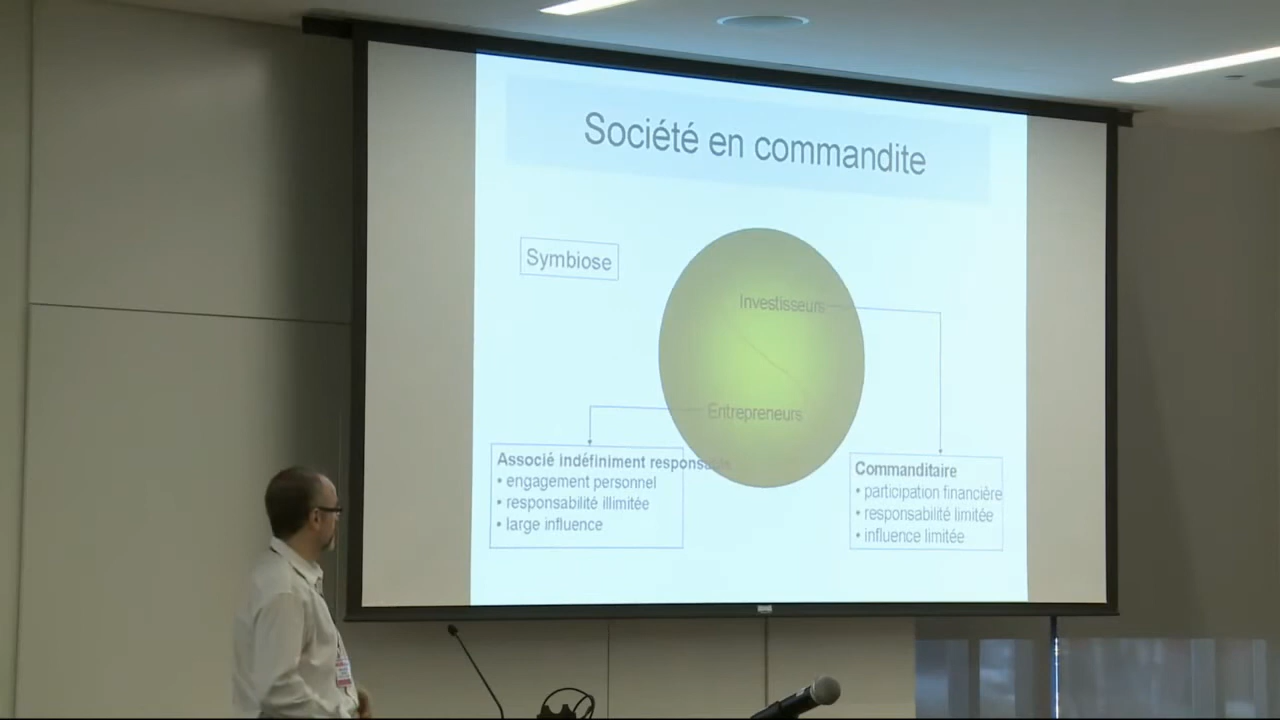 Société en commandite
Symbiose
Investisseurs
Entrepreneurs
Associé indéfiniment
• engagement personnel
• responsabilité illimitée
• large influence
Commanditaire
• participation financière
• responsabilité limitée
• influence limitée